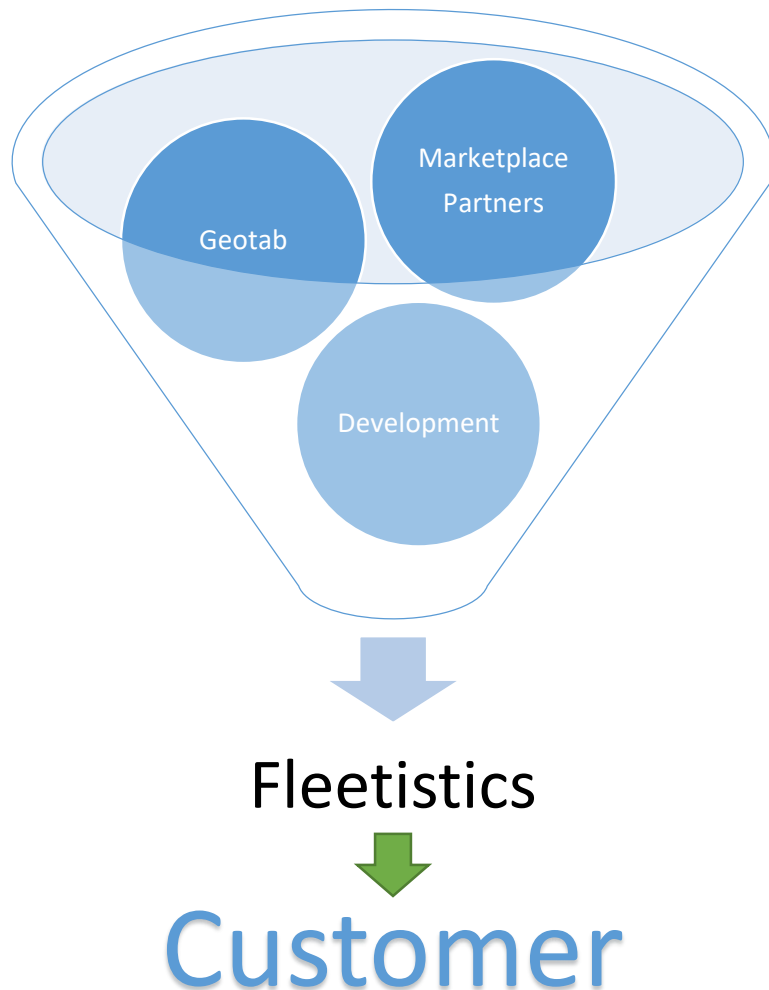 Marketplace
Partners
Geotab
Development
Fleetistics
Customer